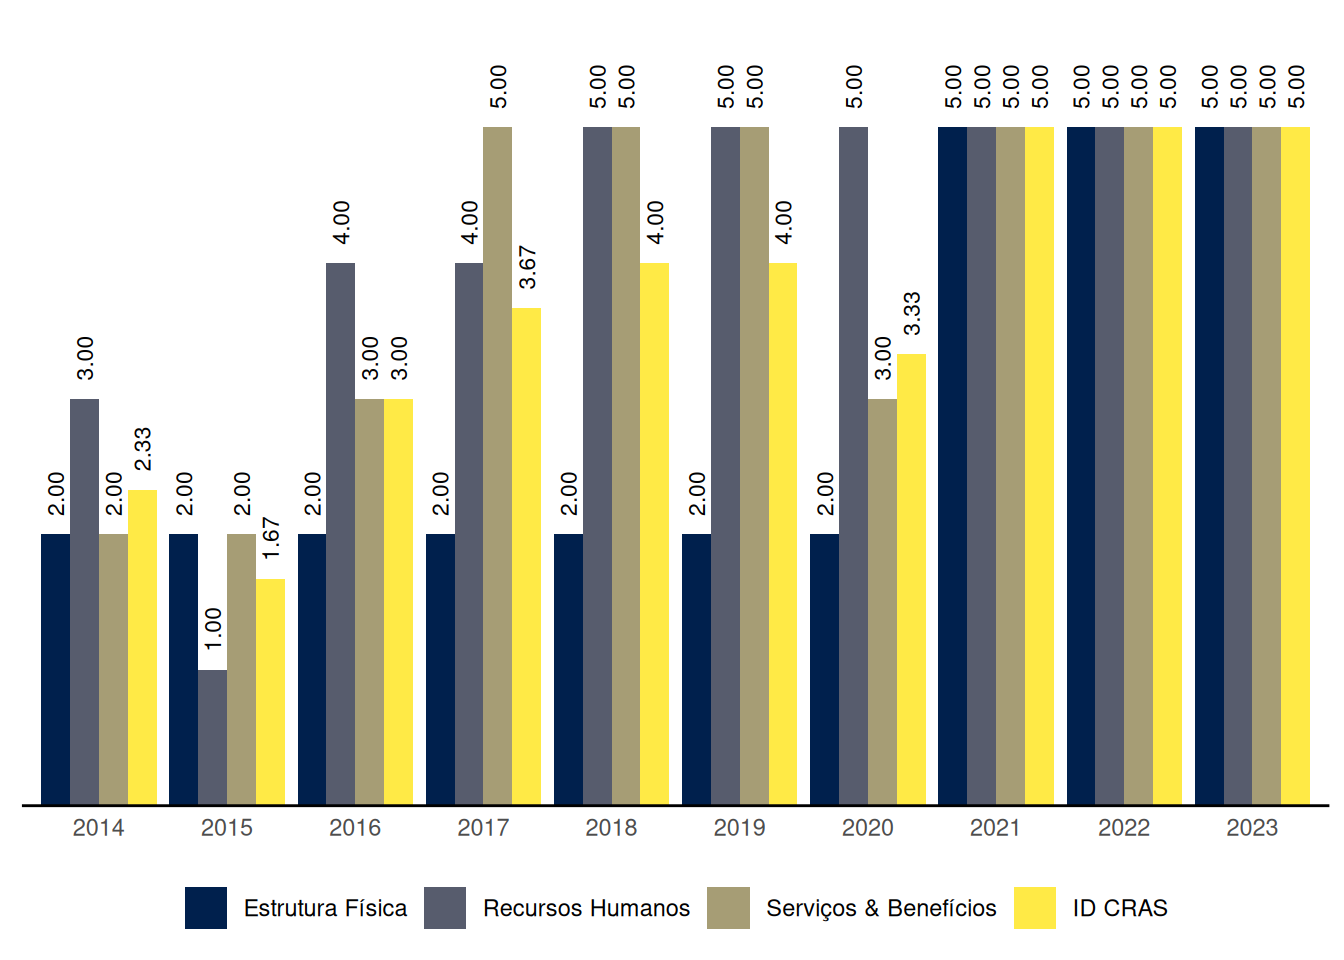 5.00 5.00 5.00 5.00 5.00 5.00 5.00 5.00 5.00 5.00 5.00 5.00 5.00 5.00 5.00 5.00 5.00 5.00
4.00 4.00 4.00 4.00
3.67
3.33
3.00 3.00 3.00 3.00
2.33
2.00 2.00 2.00 2.00 2.00 2.00 2.00 2.00 2.00
1.67
1.00
2014 2015 2016 2017 2018 2019 2020 2021 2022 2023
Estrutura Física Recursos Humanos Serviços & Benefícios ID CRAS